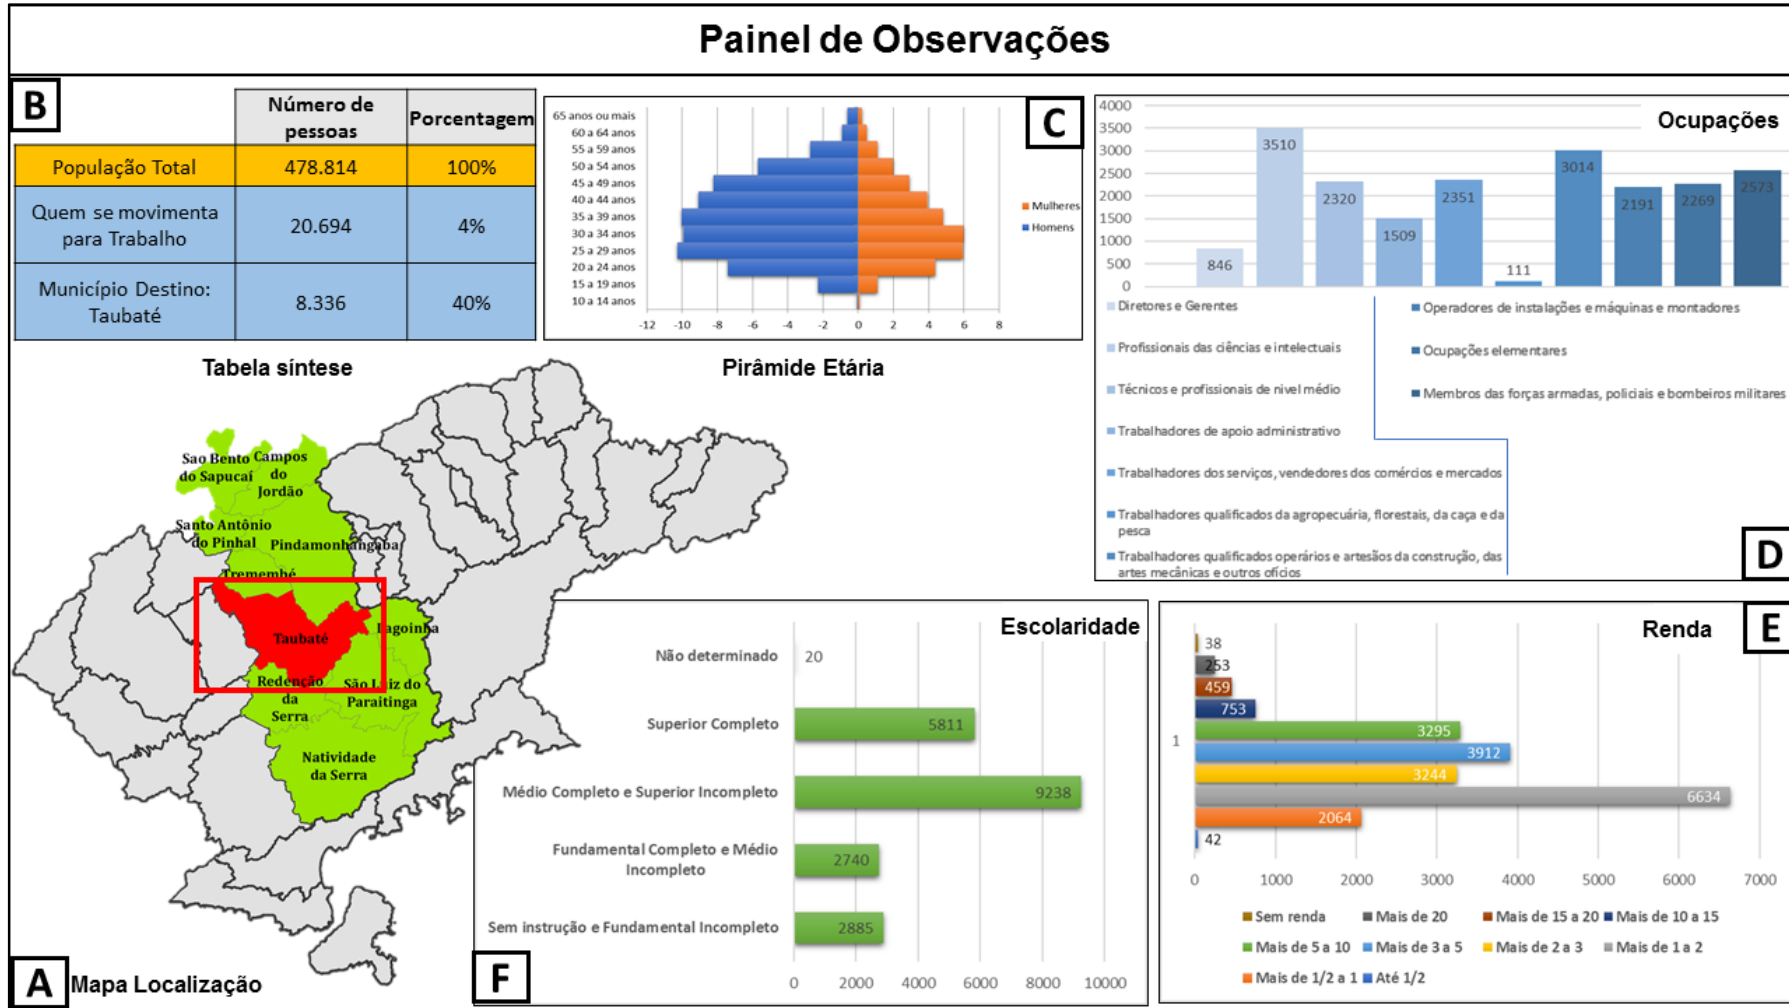 Painel de Observações
B
Número de
pessoas
Porcentagem
População Total
478.814
100%
Quem se movimenta
para Trabalho
20.694
4%
Município Destino:
Taubaté
8.336
40%
Tabela síntese
C
65 anos ou mais
60 a 64 anos
55 a 59 anos
50 a 54 anos
45 a 49 anos
40 a 44 anos
35 a 39 anos
30 a 34 anos
25 a 29 anos
20 a 24 anos
15 a 19 anos
10 a 14 anos
-12 -10 -8 -6 -4 -2 0 2 4 6 8
Mulheres
Homens
Pirâmide Etária
Ocupações
4000
3500
3000
2500
2000
1500
1000
500
0
846
3510
2320
1509
2351
111
3014
2191
2269
2573
Diretores e Gerentes
Profissionais das ciências e intelectuais
Técnicos e profissionais de nivel médio
Trabalhadores de apoio administrativo
Trabalhadores dos serviços, vendedores dos comércios e mercados
Trabalhadores qualificados da agropecuária, florestais, da caça e da
pesca
Trabalhadores qualificados operários e artesãos da construção, das
artes mecânicas e outros ofícios
Operadores de instalações e máquinas e montadores
Ocupações elementares
Membros das forças armadas, policiais e bombeiros militares
D
Sao Bento
do Sapucaí
Campos
do
Jordão
Santo Antônio
do Pinhal
Pindamonhangaba
Tremembé
Taubaté
Lagoinha
Redenção
da
Serra
São Luiz do
Paraitinga
Natividade
da Serra
A
Mapa Localização
Escolaridade
Não determinado
20
Superior Completo
5811
Médio Completo e Superior Incompleto
9238
Fundamental Completo e Médio
Incompleto
2740
Sem instrução e Fundamental Incompleto
2885
0 2000 4000 6000 8000 10000
F
Renda
E
38
253
459
753
3295
1
3912
3244
6634
2064
42
0 1000 2000 3000 4000 5000 6000 7000
Sem renda Mais de 20 Mais de 15 a 20 Mais de 10 a 15
Mais de 5 a 10 Mais de 3 a 5 Mais de 2 a 3 Mais de 1 a 2
Mais de 1/2 a 1 Até 1/2